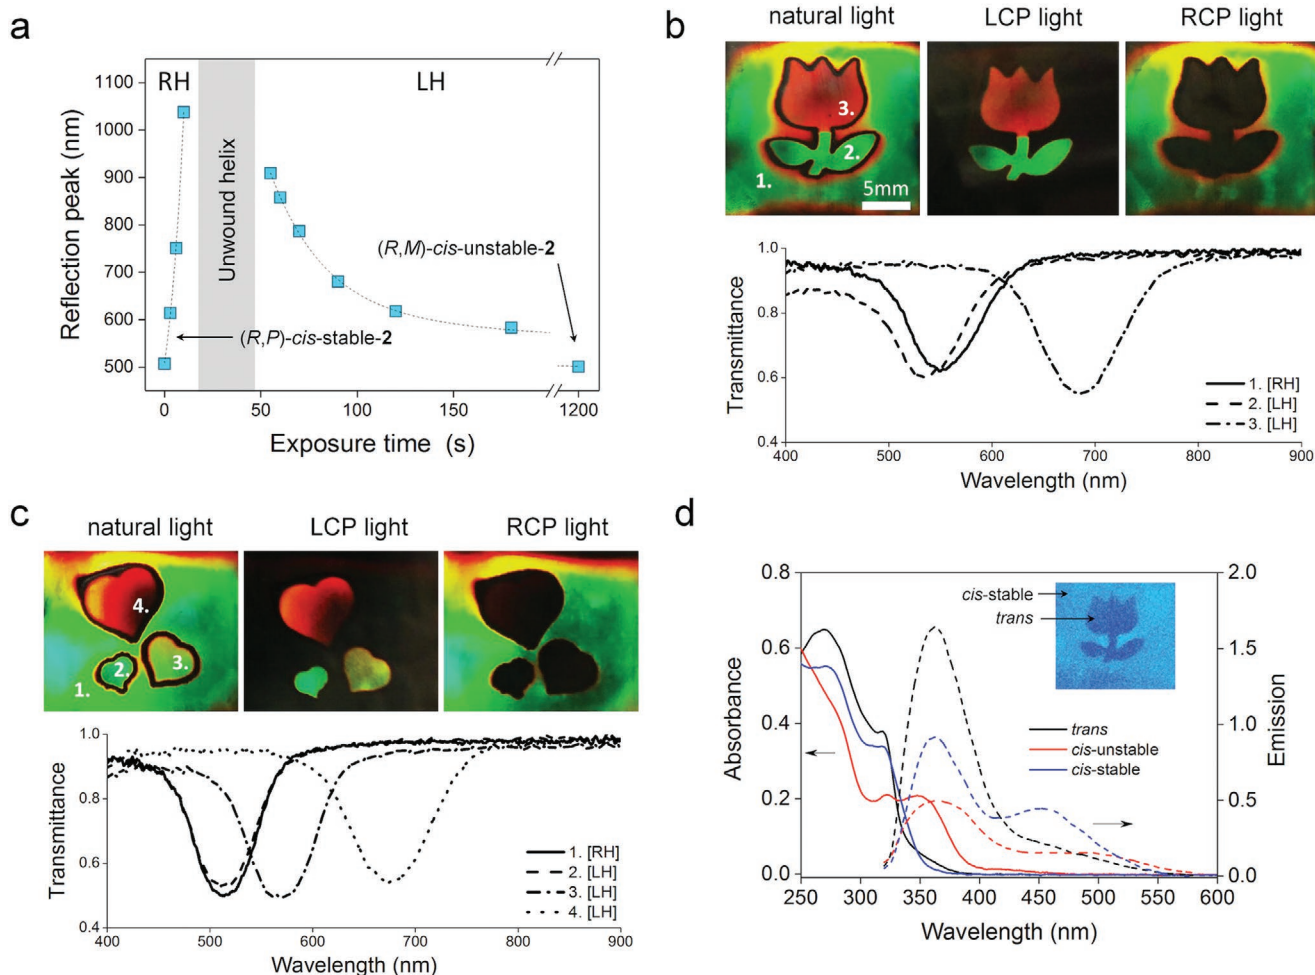 a
RH
LH
Unwound helix
(R,M)-cis-unstable-2
(R,P)-cis-stable-2
Reflection peak (nm)
1100
1000
900
800
700
600
500
0
50
100
150
1200
Exposure time (s)
b
natural light
LCP light
RCP light
3.
2.
1.
5mm
Transmittance
1.0
0.8
0.6
0.4
1. [RH]
2. [LH]
3. [LH]
400
500
600
700
800
900
Wavelength (nm)
c
natural light
LCP light
RCP light
4.
2.
3.
1.
Transmittance
1.0
0.8
0.6
0.4
1. [RH]
2. [LH]
3. [LH]
4. [LH]
400
500
600
700
800
900
Wavelength (nm)
d
Absorbance
0.8
0.6
0.4
0.2
0.0
cis-stable
trans
trans
cis-unstable
cis-stable
2.0
1.5
1.0
0.5
0.0
Emission
250
300
350
400
450
500
550
600
Wavelength (nm)